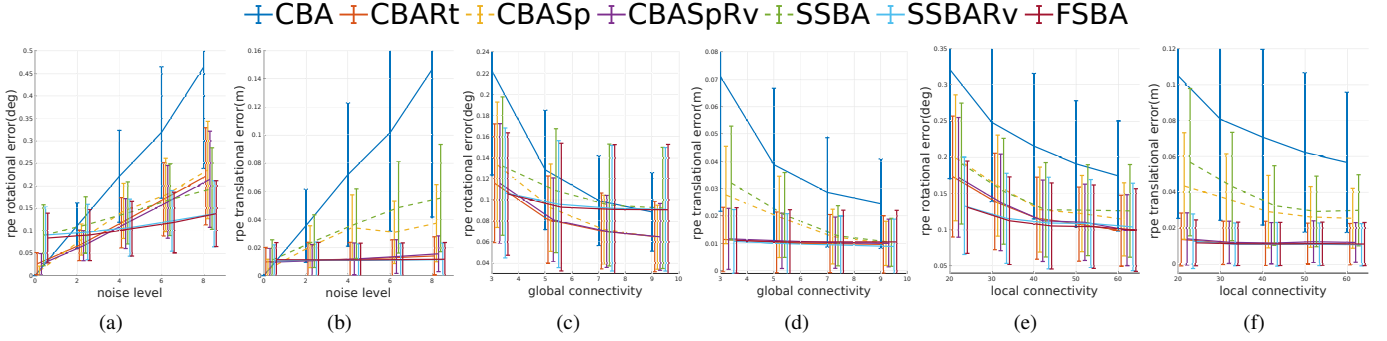 CBA CBARt CBASp CBASpRv SSBA SSBARv FSBA
rpe rotational error(deg)
0.5
0.45
0.4
0.35
0.3
0.25
0.2
0.15
0.1
0.05
0
0 2 4 6 8
noise level
(a)
rpe translational error(m)
0.16
0.14
0.12
0.1
0.08
0.06
0.04
0.02
0
0 2 4 6 8
noise level
(b)
rpe rotational error(deg)
0.24
0.22
0.2
0.18
0.16
0.14
0.12
0.1
0.08
0.06
0.04
3 4 5 6 7 8 9 10
global connectivity
(c)
rpe translational error(m)
0.08
0.07
0.06
0.05
0.04
0.03
0.02
0.01
0
3 4 5 6 7 8 9 10
global connectivity
(d)
rpe rotational error(deg)
0.35
0.3
0.25
0.2
0.15
0.1
0.05
20 30 40 50 60
local connectivity
(e)
rpe translational error(m)
0.12
0.1
0.08
0.06
0.04
0.02
0
20 30 40 50 60
local connectivity
(f)